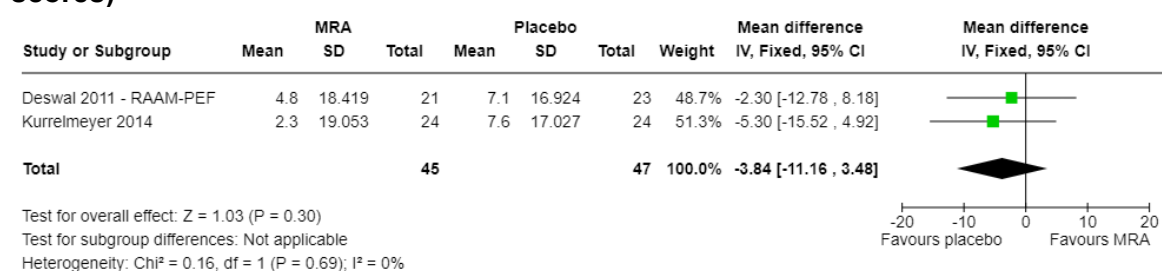 MRA Placebo Mean difference Mean difference
Study or Subgroup Mean SD Total Mean SD Total Weight IV, Fixed, 95% CI IV, Fixed, 95% CI
Deswal 2011 - RAAM-PEF 4.8 18.419 21 7.1 16.924 23 48.7% -2.30 [-12.78 , 8.18]
Kurrelmeyer 2014 2.3 19.053 24 7.6 17.027 24 51.3% -5.30 [-15.52 , 4.92]
Total 45 47 100.0% -3.84 [-11.16 , 3.48]
Test for overall effect: Z = 1.03 (P = 0.30)
Test for subgroup differences: Not applicable
Heterogeneity: Chi² = 0.16, df = 1 (P = 0.69); I² = 0%
-20 -10 0 10 20
Favours placebo Favours MRA